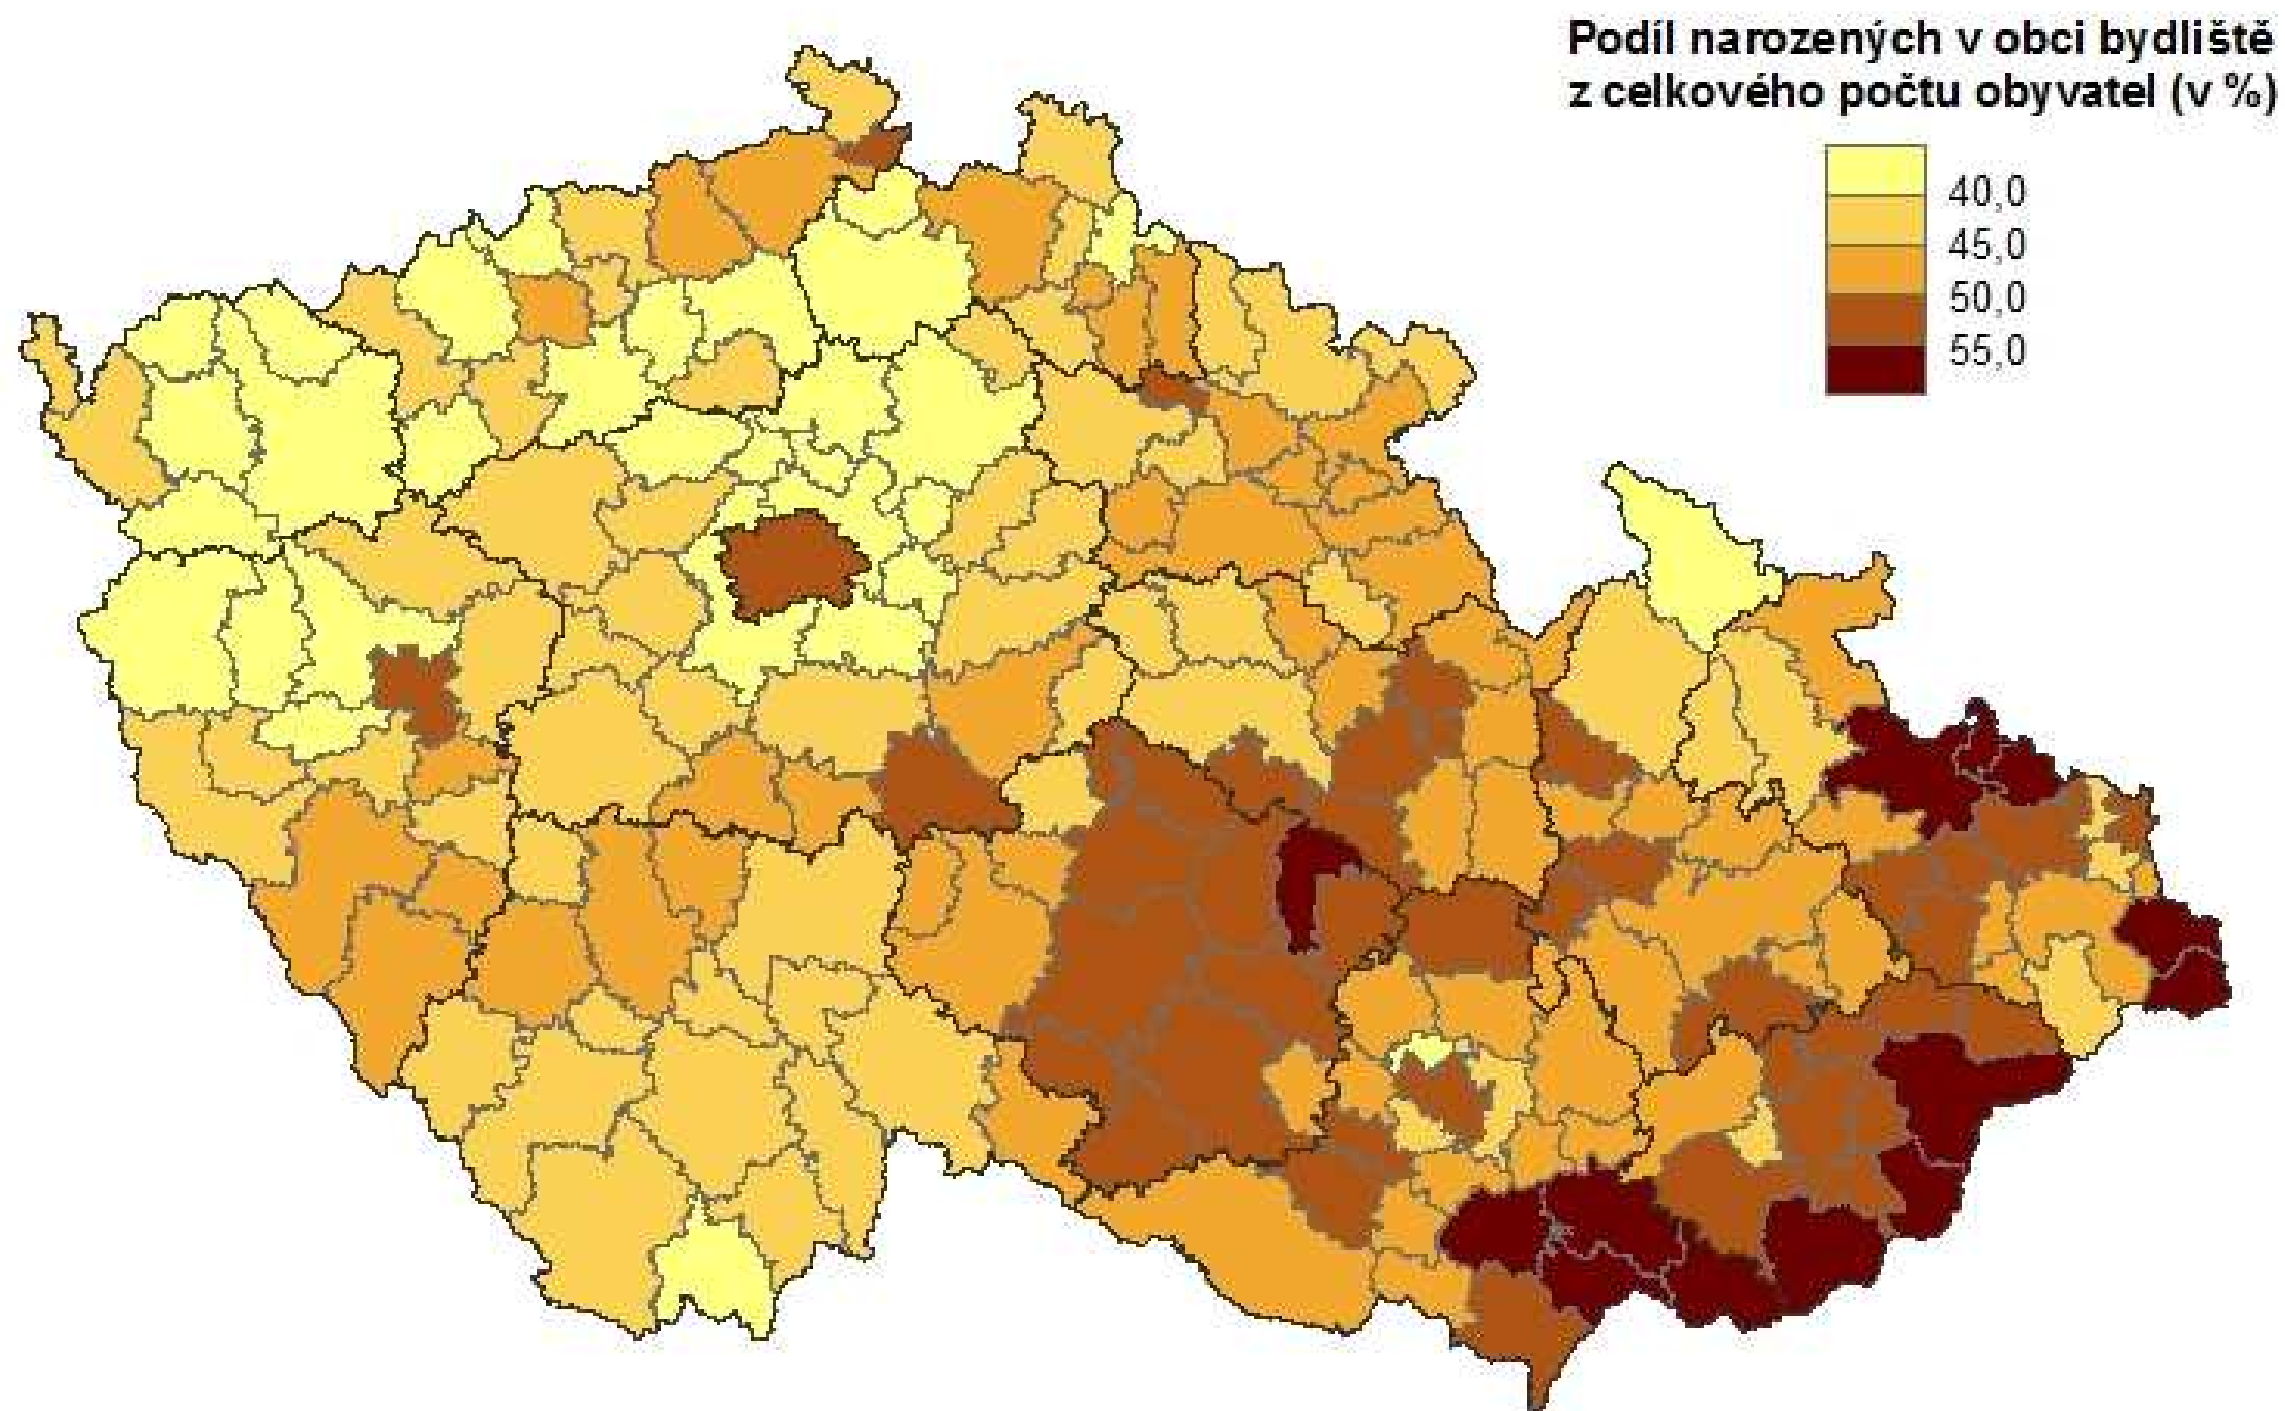 Podíl narozených v obci bydliště
z celkového počtu obyvatel (v %)
40,0
45,0
50,0
55,0